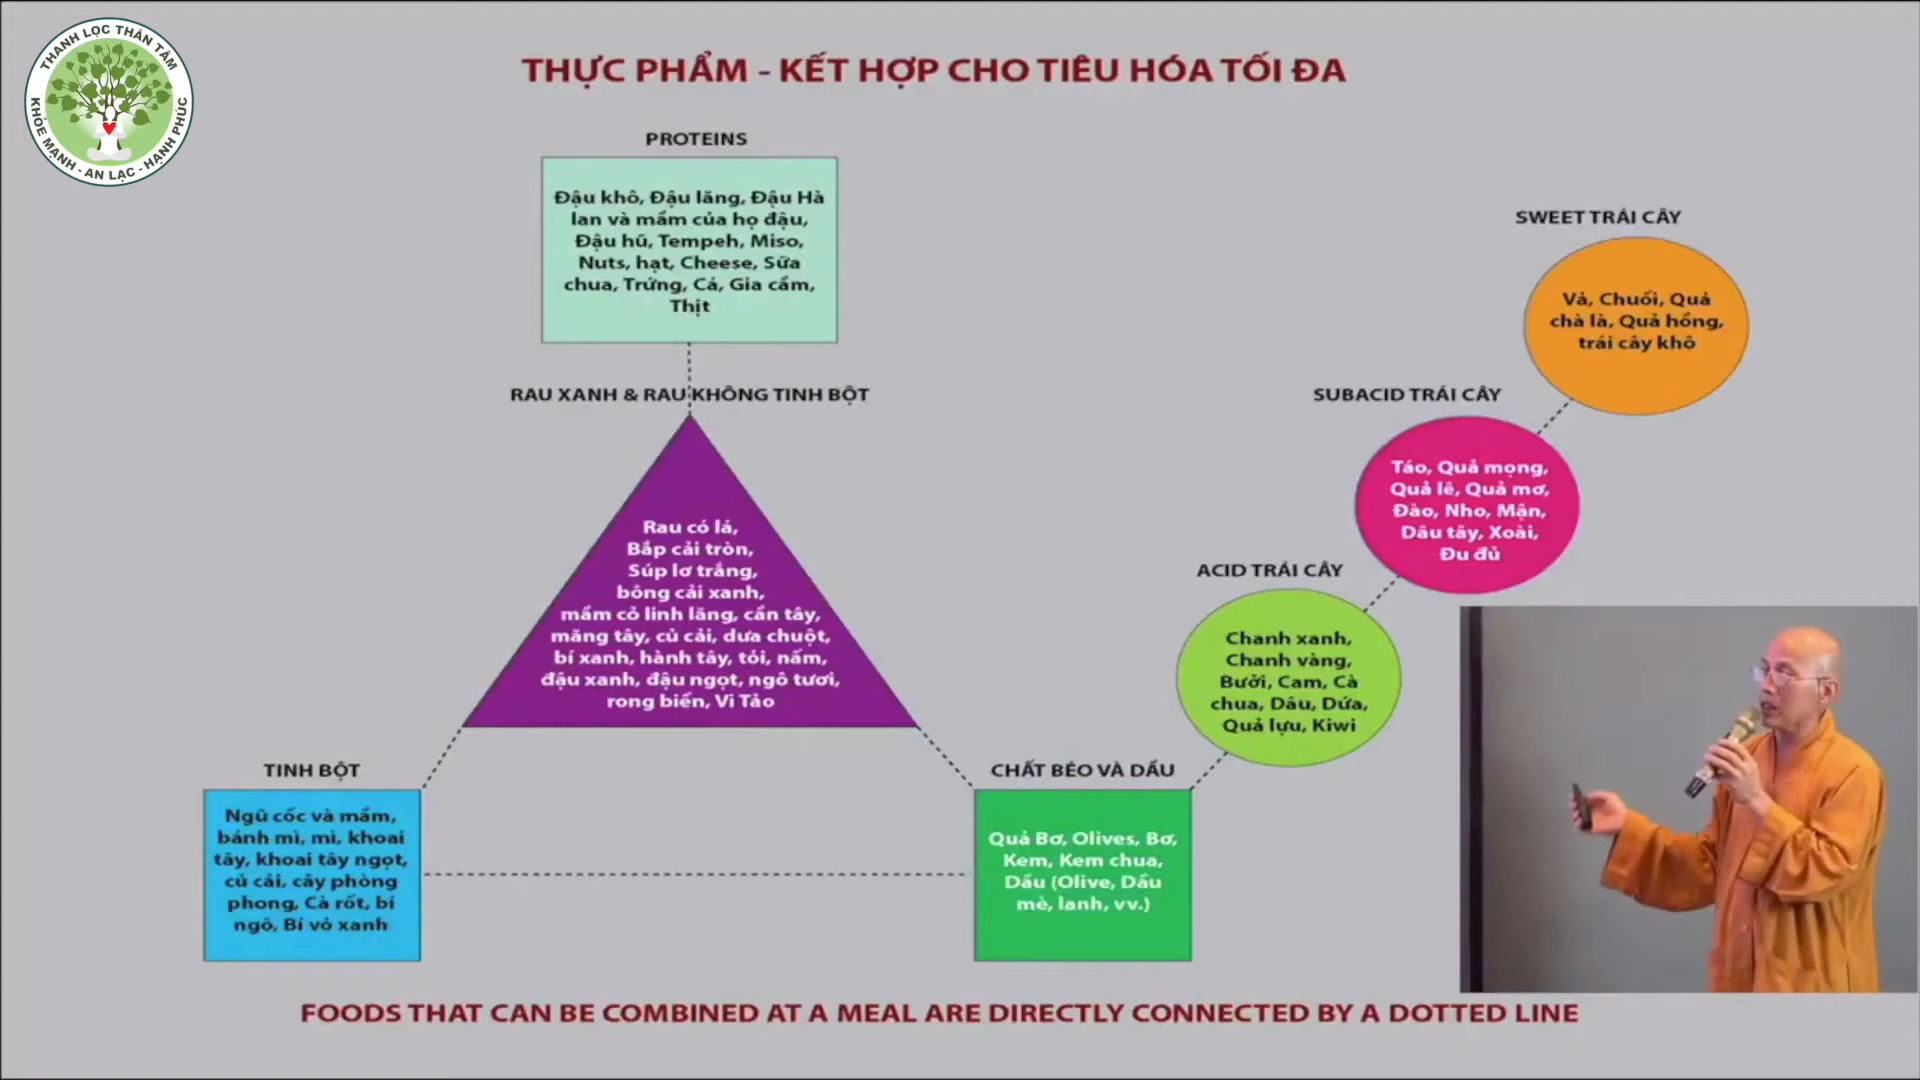 THANH LỌC THÂN TÂM
KHỎE MẠNH - AN LẠC - HẠNH PHÚC
THỰC PHẨM - KẾT HỢP CHO TIÊU HÓA TỐI ĐA
PROTEINS
Đậu khô, Đậu lăng, Đậu Hà
lan và mầm của họ đậu,
Đậu hũ, Tempeh, Miso,
Nuts, hạt, Cheese, Sữa
chua, Trứng, Cá, Gia cầm,
Thịt
SWEET TRÁI CÂY
Vả, Chuối, Quả
chà là, Quả hồng,
trái cây khô
RAU XANH & RAU KHÔNG TINH BỘT
Rau có lá,
Bắp cải tròn,
Súp lơ trắng,
bông cải xanh,
mầm cỏ linh lăng, cần tây,
măng tây, củ cải, dưa chuột,
bí xanh, hành tây, tỏi, nấm,
đậu xanh, đậu ngọt, ngô tươi,
rong biển, Vi Tảo
SUBACID TRÁI CÂY
Táo, Quả mọng,
Quả lê, Quả mơ,
Đào, Nho, Mận,
Dâu tây, Xoài,
Đu đủ
ACID TRÁI CÂY
Chanh xanh,
Chanh vàng,
Bưởi, Cam, Cà
chua, Dâu, Dứa,
Quả lựu, Kiwi
TINH BỘT
Ngũ cốc và mầm,
bánh mì, mì, khoai
tây, khoai tây ngọt,
củ cải, cây phòng
phong, Cà rốt, bí
ngô, Bí vỏ xanh
CHẤT BÉO VÀ DẦU
Quả Bơ, Olives, Bơ,
Kem, Kem chua,
Dầu (Olive, Dầu
mè, lanh, vv.)
FOODS THAT CAN BE COMBINED AT A MEAL ARE DIRECTLY CONNECTED BY A DOTTED LINE